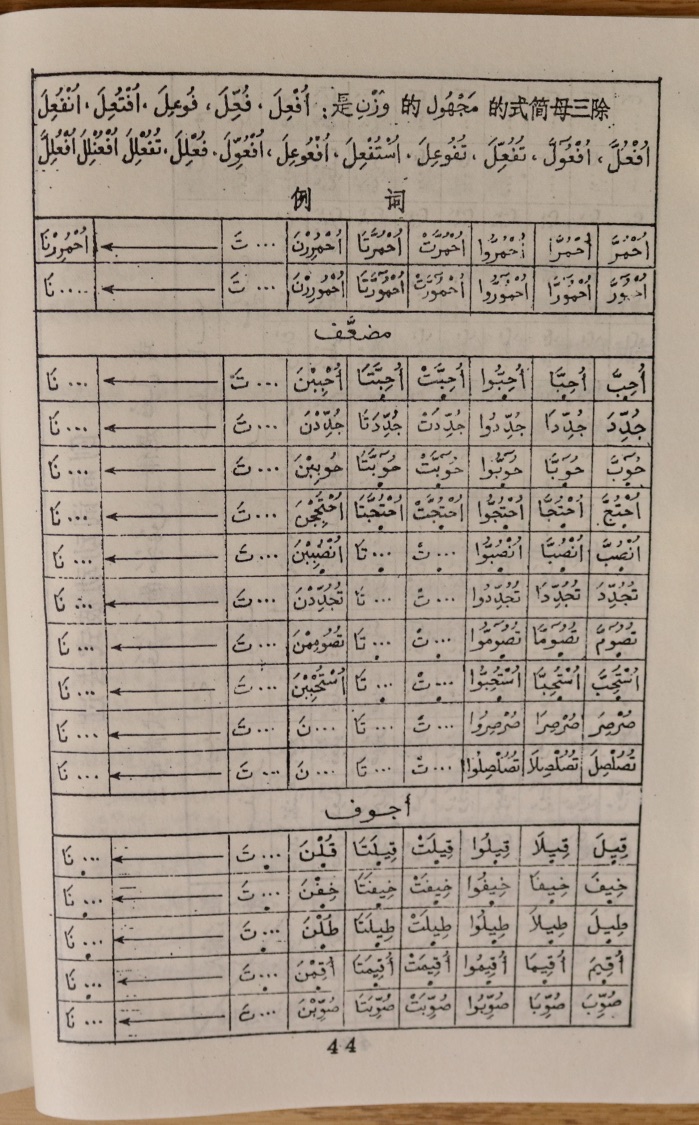 除三母简式的 مَجْهُول 的 وَزْن 是: اُفْعِلَ، فُعِّلَ، فُوعِلَ، اُفْتُعِلَ، اُنْفُعِلَ
اُفْعُلَّ، اُفْعُولَّ، تُفُعِّلَ، تُفُوعِلَ، اُسْتُفْعِلَ، اُفْعُوعِلَ، اُفْعُوِّلَ، فُعْلِلَ، تُفُعْلِلَ اُفْعُنْلِلَ اُفْعُلِلَّ
词 例
اُحْمُرَّ اُحْمُرَّا اُحْمُرُّوا اُحْمُرَّتْ اُحْمُرَّتَا اُحْمُرِرْنَ ... تَ ← اُحْمُرِرْنَا
اُحْمُورَّ اُحْمُورَّا اُحْمُورُّوا اُحْمُورَّتْ اُحْمُورَّتَا اُحْمُورِرْنَ ... تَ ← .... نَا
مضعَّف
اُحِبَّ اُحِبَّا اُحِبُّوا اُحِبَّتْ اُحِبَّتَا اُحْبِبْنَ ... تَ ← ... نَا
جُدِّدَ جُدِّدَا جُدِّدُوا جُدِّدَتْ جُدِّدَتَا جُدِّدْنَ ... تَ ← ... نَا
حُوبَّ حُوبَّا حُوبُّوا حُوبَّتْ حُوبَّتَا حُوبِبْنَ ... تَ ← ... نَا
اُحْتُجَّ اُحْتُجَّا اُحْتُجُّوا اُحْتُجَّتْ اُحْتُجَّتَا اُحْتُجِجْنَ ... تَ ← ... نَا
اُنْصُبَّ اُنْصُبَّا اُنْصُبُّوا ... تْ ... تَا اُنْصُبِبْنَ ... تَ ← ... نَا
تُجُدِّدَ تُجُدِّدَا تُجُدِّدُوا ... تْ ... تَا تُجُدِّدْنَ ... تَ ← ... نَا
تُصُومَّ تُصُومَّا تُصُومُّوا ... تْ ... تَا تُصُومِمْنَ ... تَ ← ... نَا
اُسْتُحِبَّ اُسْتُحِبَّا اُسْتُحِبُّوا ... تْ ... تَا اُسْتُحْبِبْنَ ... تَ ← ... نَا
صُرْصِرَ صُرْصِرَا صُرْصِرُوا ... تْ ... تَا ... نَ ... تَ ← ... نَا
تُصُلْصِلَ تُصُلْصِلَا تُصُلْصِلُوا ... تْ ... تَا ... نَ ... تَ ← ... نَا
أجوف
قِيلَ قِيلَا قِيلُوا قِيلَتْ قِيلَتَا قُلْنَ ... تَ ← ... نَا
خِيفَ خِيفَا خِيفُوا خِيفَتْ خِيفَتَا خِفْنَ ... تَ ← ... نَا
طِيلَ طِيلَا طِيلُوا طِيلَتْ طِيلَتَا طُلْنَ ... تَ ← ... نَا
اُقِيمَ اُقِيمَا اُقِيمُوا اُقِيمَتْ اُقِيمَتَا اُقِمْنَ ... تَ ← ... نَا
صُوِّبَ صُوِّبَا صُوِّبُوا صُوِّبَتْ صُوِّبَتَا صُوِّبْنَ ... تَ ← ... نَا
44